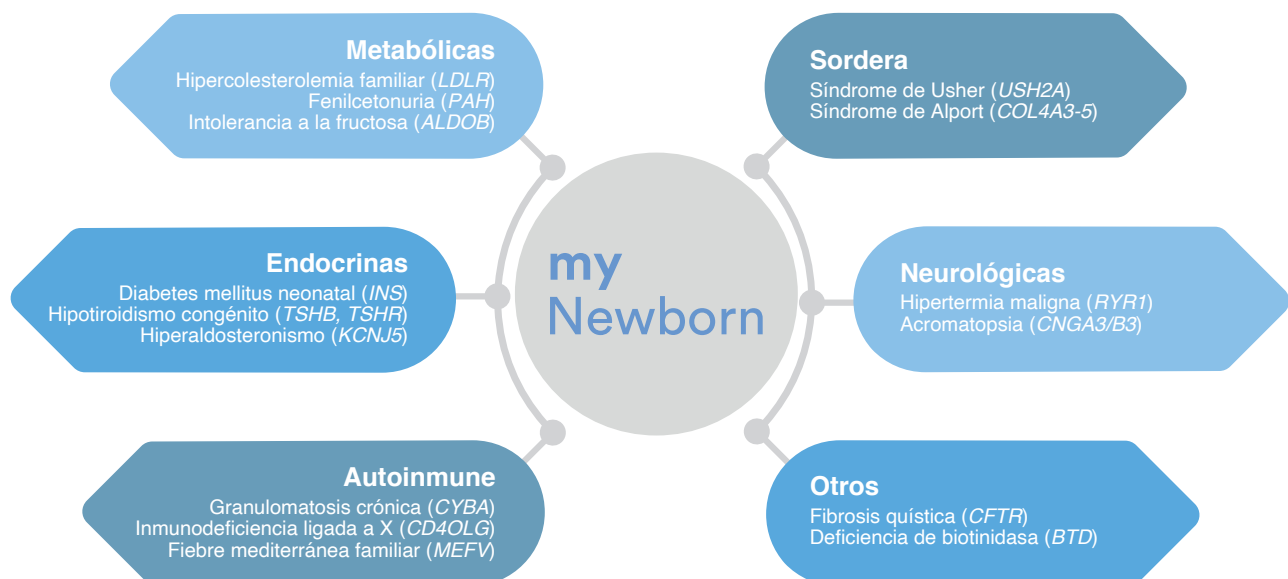 Metabólicas
Hipercolesterolemia familiar (LDLR)
Fenilcetonuria (PAH)
Intolerancia a la fructosa (ALDOB)
Sordera
Síndrome de Usher (USH2A)
Síndrome de Alport (COL4A3-5)
Endocrinas
Diabetes mellitus neonatal (INS)
Hipotiroidismo congénito (TSHB, TSHR)
Hiperaldosteronismo (KCNJ5)
my
Newborn
Neurológicas
Hipertermia maligna (RYR1)
Acromatopsia (CNGA3/B3)
Autoinmune
Granulomatosis crónica (CYBA)
Inmunodeficiencia ligada a X (CD4OLG)
Fiebre mediterránea familiar (MEFV)
Otros
Fibrosis quística (CFTR)
Deficiencia de biotinidasa (BTD)